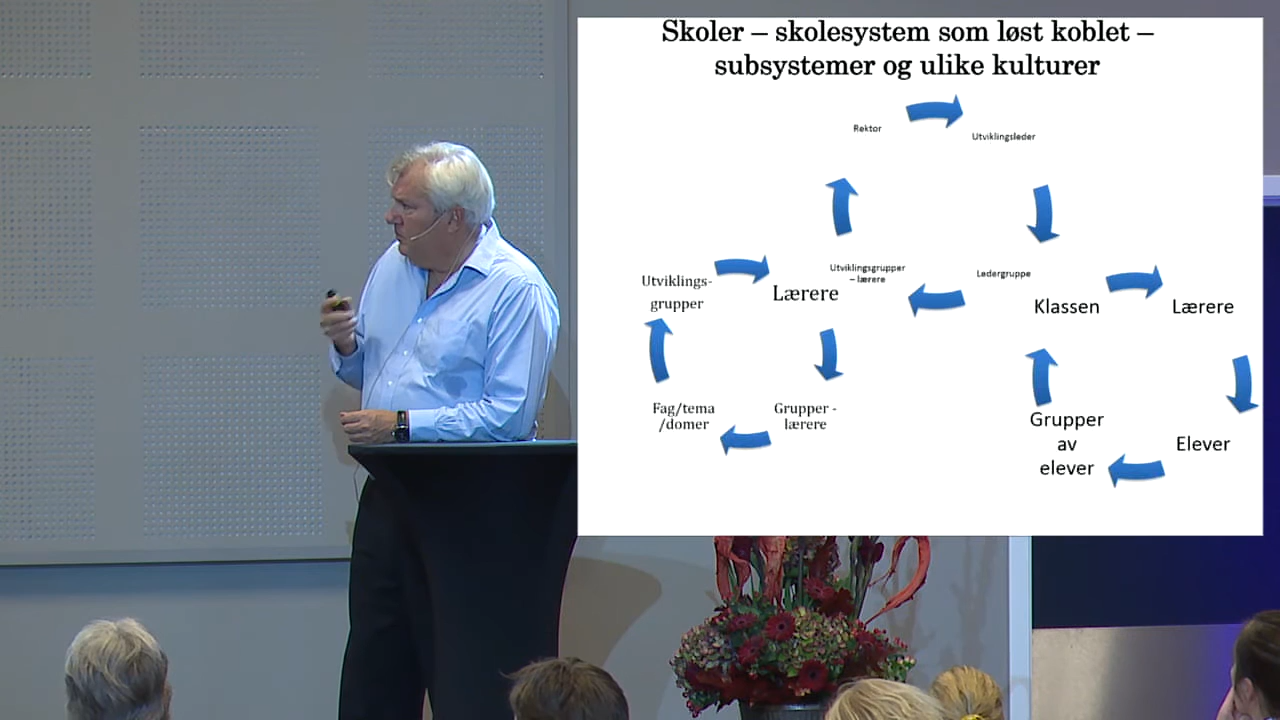 Skoler – skolesystem som løst koblet –
subsystemer og ulike kulturer
Rektor
Utviklingsleder
Utviklingsgrupper
– lærere
Ledergruppe
Utviklings-
grupper
Lærere
Fag/tema
/domer
Grupper -
lærere
Klassen
Lærere
Grupper
av
elever
Elever